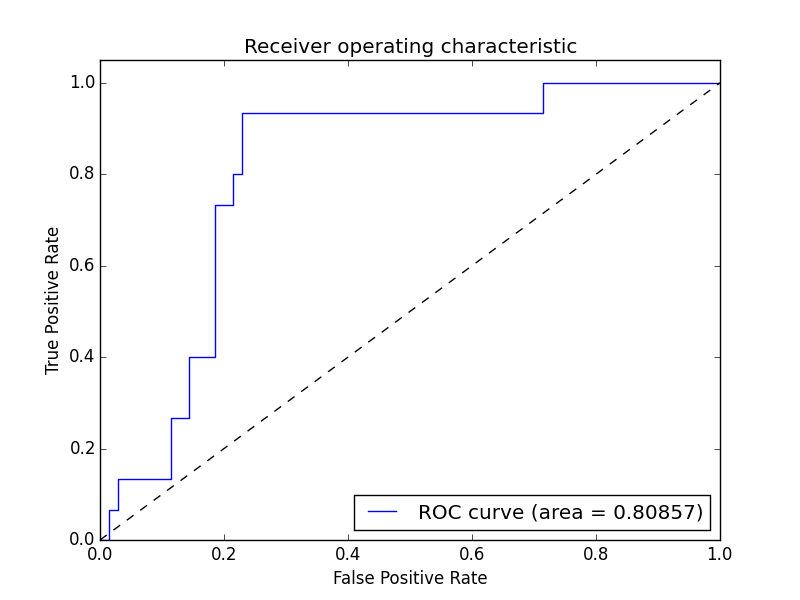 Receiver operating characteristic
1.0
0.8
0.6
0.4
0.2
0.0
True Positive Rate
ROC curve (area = 0.80857)
0.0 0.2 0.4 0.6 0.8 1.0
False Positive Rate